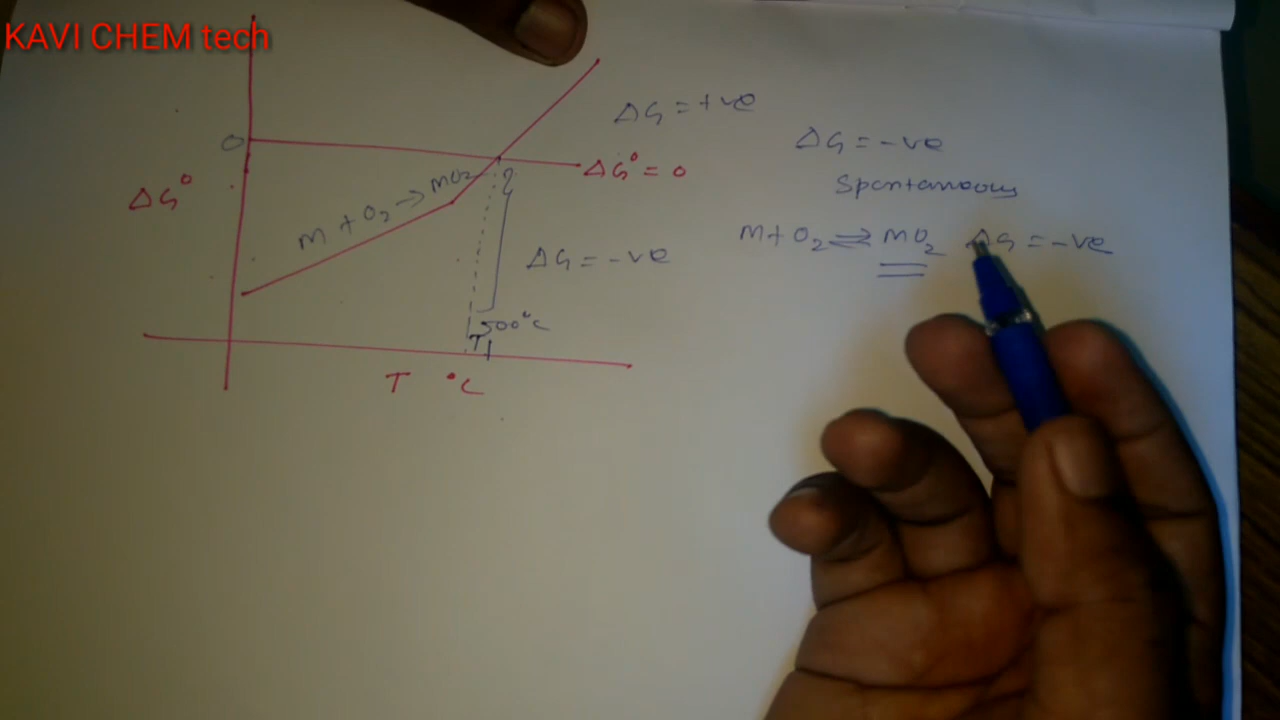 KAVI CHEM tech
ΔG = +ve
0
ΔG° = 0
ΔG°
M + O2 → MO2
ΔG = -ve
500°C
T1
T °C
ΔG = -ve
Spontaneous
M + O2 ⇌ MO2 ΔG = -ve